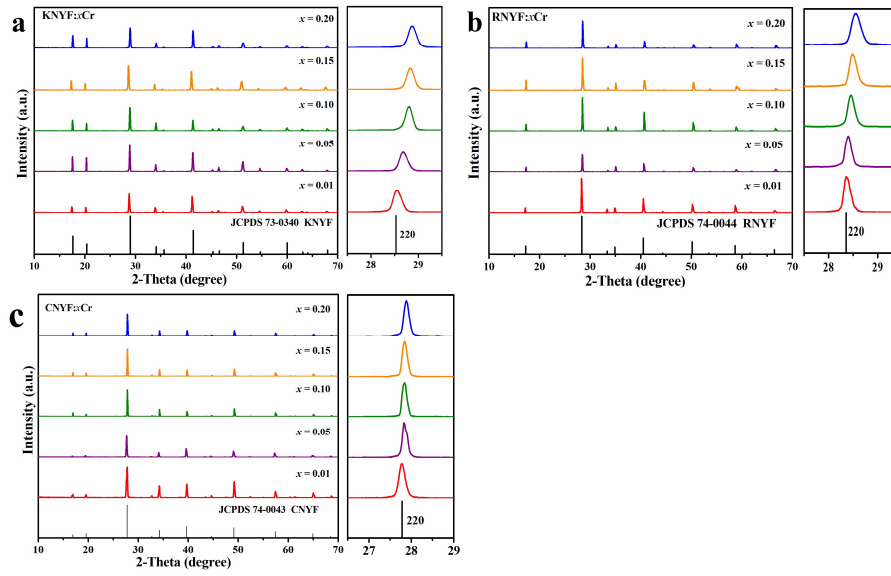 a
KNYF:xCr
x = 0.20
x = 0.15
x = 0.10
x = 0.05
x = 0.01
JCPDS 73-0340 KNYF
Intensity (a.u.)
10 20 30 40 50 60 70
2-Theta (degree)
220
28 29
b
RNYF:xCr
x = 0.20
x = 0.15
x = 0.10
x = 0.05
x = 0.01
JCPDS 74-0044 RNYF
Intensity (a.u.)
10 20 30 40 50 60 70
2-Theta (degree)
220
28 29
c
CNYF:xCr
x = 0.20
x = 0.15
x = 0.10
x = 0.05
x = 0.01
JCPDS 74-0043 CNYF
Intensity (a.u.)
10 20 30 40 50 60 70
2-Theta (degree)
220
27 28 29